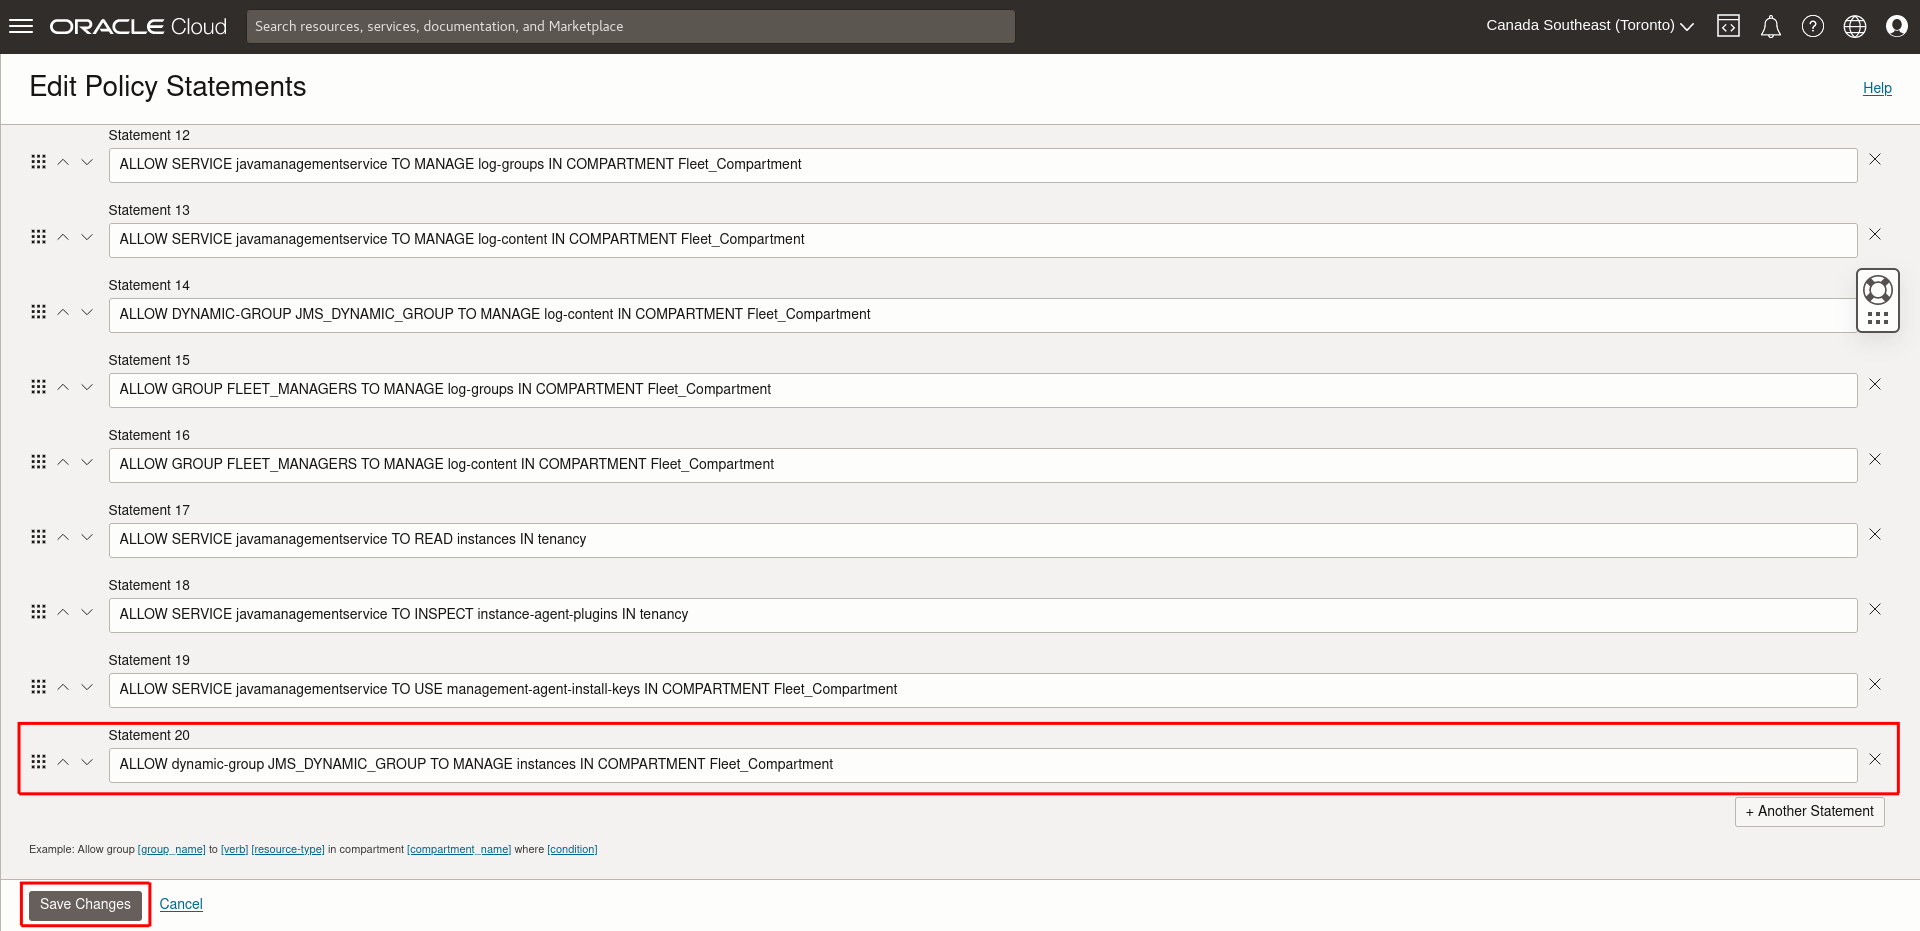 ORACLE Cloud
Search resources, services, documentation, and Marketplace
Canada Southeast (Toronto)
Edit Policy Statements
Help
Statement 12
ALLOW SERVICE javamanagementservice TO MANAGE log-groups IN COMPARTMENT Fleet_Compartment
Statement 13
ALLOW SERVICE javamanagementservice TO MANAGE log-content IN COMPARTMENT Fleet_Compartment
Statement 14
ALLOW DYNAMIC-GROUP JMS_DYNAMIC_GROUP TO MANAGE log-content IN COMPARTMENT Fleet_Compartment
Statement 15
ALLOW GROUP FLEET_MANAGERS TO MANAGE log-groups IN COMPARTMENT Fleet_Compartment
Statement 16
ALLOW GROUP FLEET_MANAGERS TO MANAGE log-content IN COMPARTMENT Fleet_Compartment
Statement 17
ALLOW SERVICE javamanagementservice TO READ instances IN tenancy
Statement 18
ALLOW SERVICE javamanagementservice TO INSPECT instance-agent-plugins IN tenancy
Statement 19
ALLOW SERVICE javamanagementservice TO USE management-agent-install-keys IN COMPARTMENT Fleet_Compartment
Statement 20
ALLOW dynamic-group JMS_DYNAMIC_GROUP TO MANAGE instances IN COMPARTMENT Fleet_Compartment
+ Another Statement
Example: Allow group [group_name] to [verb] [resource-type] in compartment [compartment_name] where [condition]
Save Changes
Cancel